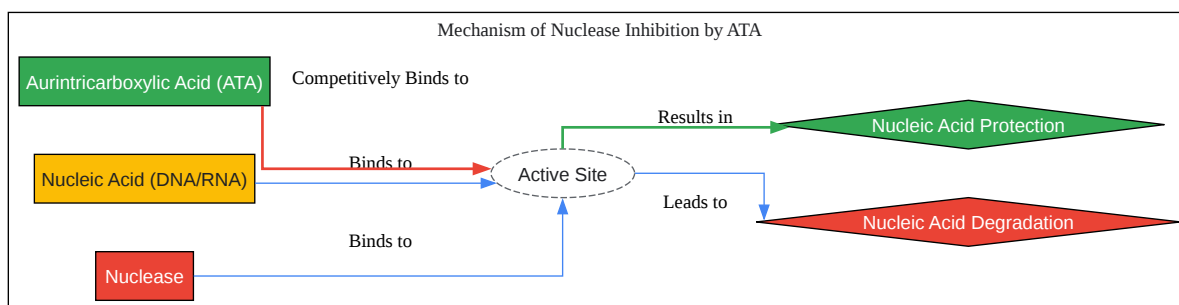 Mechanism of Nuclease Inhibition by ATA
Aurintricarboxylic Acid (ATA)
Competitively Binds to
Results in
Nucleic Acid Protection
Nucleic Acid (DNA/RNA)
Binds to
Active Site
Leads to
Nucleic Acid Degradation
Binds to
Nuclease